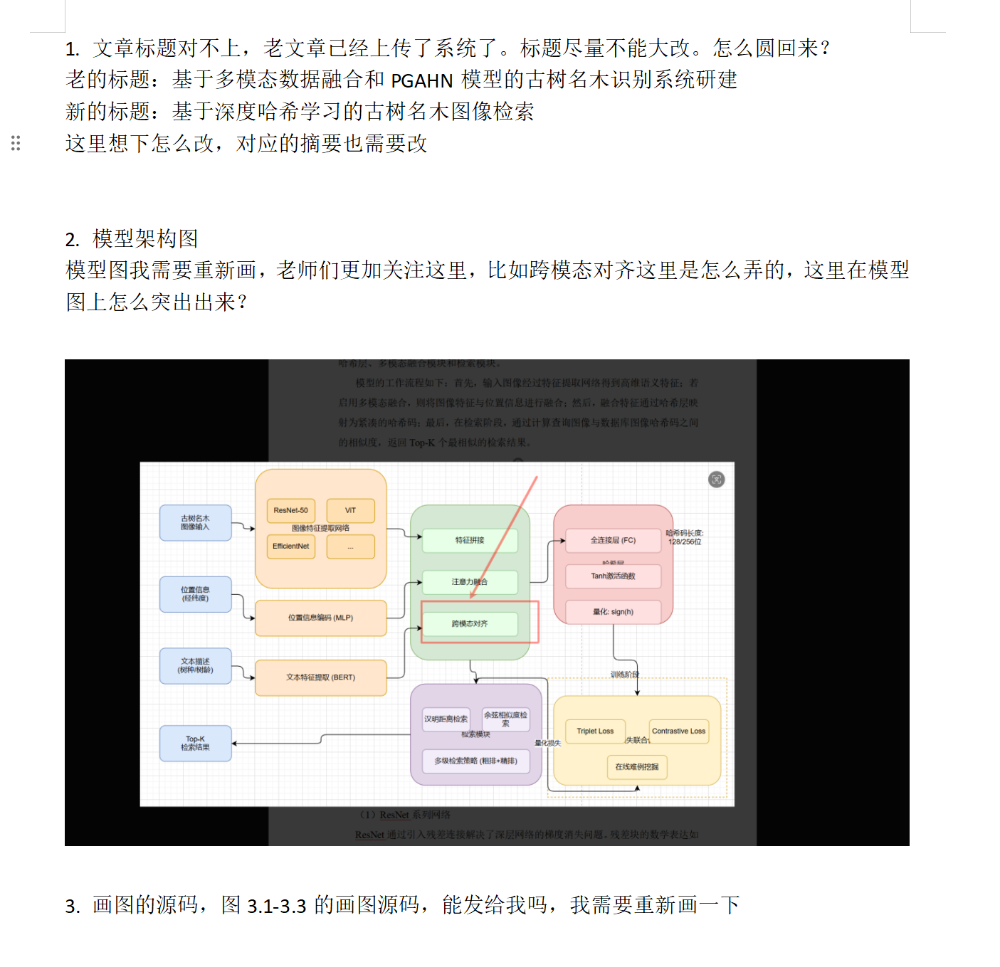 1. 文章标题对不上，老文章已经上传了系统了。标题尽量不能大改。怎么圆回来？
老的标题：基于多模态数据融合和 PGAHN 模型的古树名木识别系统研建
新的标题：基于深度哈希学习的古树名木图像检索
这里想下怎么改，对应的摘要也需要改
2. 模型架构图
模型图我需要重新画，老师们更加关注这里，比如跨模态对齐这里是怎么弄的，这里在模型
图上怎么突出出来？
哈希层、多模态融合模块和检索模块。
模型的工作流程如下：首先，输入图像经过特征提取网络得到高维语义特征；若
启用多模态融合，则将图像特征与位置信息进行融合；然后，融合特征通过哈希层映
射为紧凑的哈希码；最后，在检索阶段，通过计算查询图像与数据库图像哈希码之间
的相似度，返回 Top-K 个最相似的检索结果。
古树名木
图像输入
ResNet-50
ViT
图像特征提取网络
EfficientNet
...
位置信息
(经纬度)
位置信息编码 (MLP)
文本描述
(树种/树龄)
文本特征提取 (BERT)
特征拼接
注意力融合
跨模态对齐
全连接层 (FC)
哈希码长度:
128/256位
哈希层
Tanh激活函数
量化: sign(h)
训练阶段
汉明距离检索
余弦相似度检
索
检索模块
多级检索策略 (粗排+精排)
Top-K
检索结果
量化损失
Triplet Loss
Contrastive Loss
失联合
在线难例挖掘
（1）ResNet 系列网络
ResNet 通过引入残差连接解决了深层网络的梯度消失问题。残差块的数学表达如
3. 画图的源码，图 3.1-3.3 的画图源码，能发给我吗，我需要重新画一下